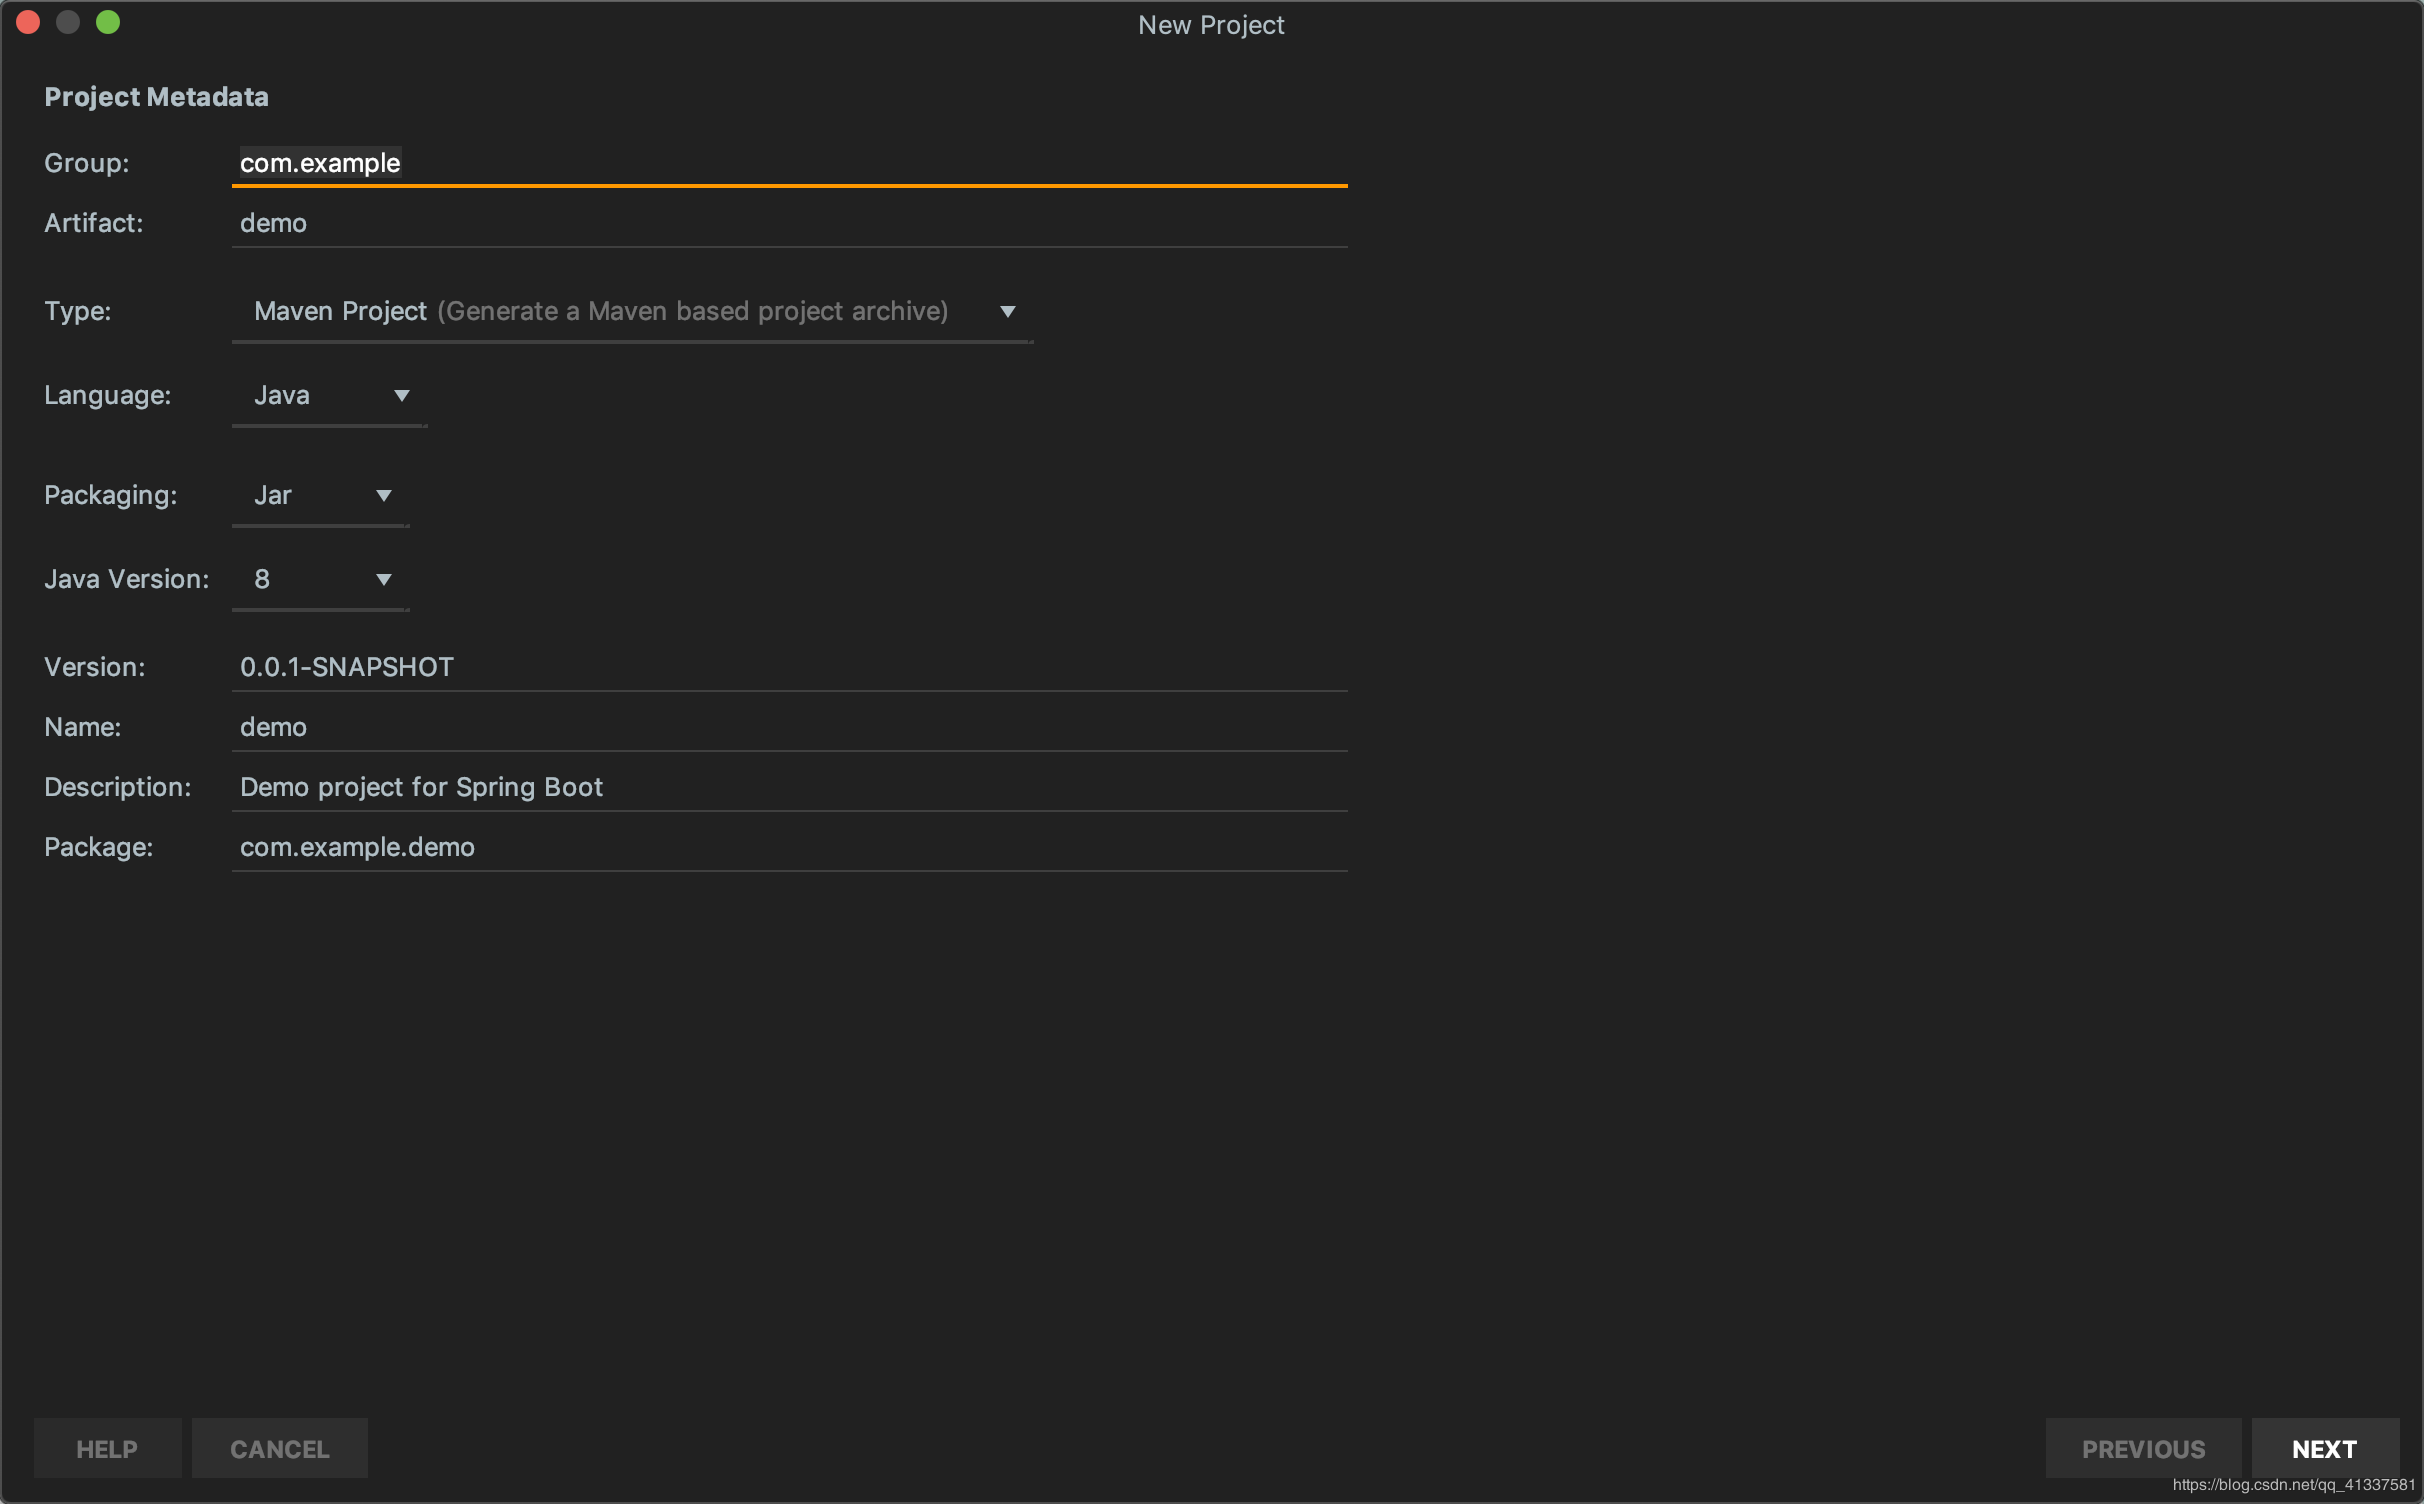 New Project
Project Metadata
Group: com.example
Artifact: demo
Type: Maven Project (Generate a Maven based project archive)
Language: Java
Packaging: Jar
Java Version: 8
Version: 0.0.1-SNAPSHOT
Name: demo
Description: Demo project for Spring Boot
Package: com.example.demo
HELP CANCEL PREVIOUS NEXT
https://blog.csdn.net/qq_41337581